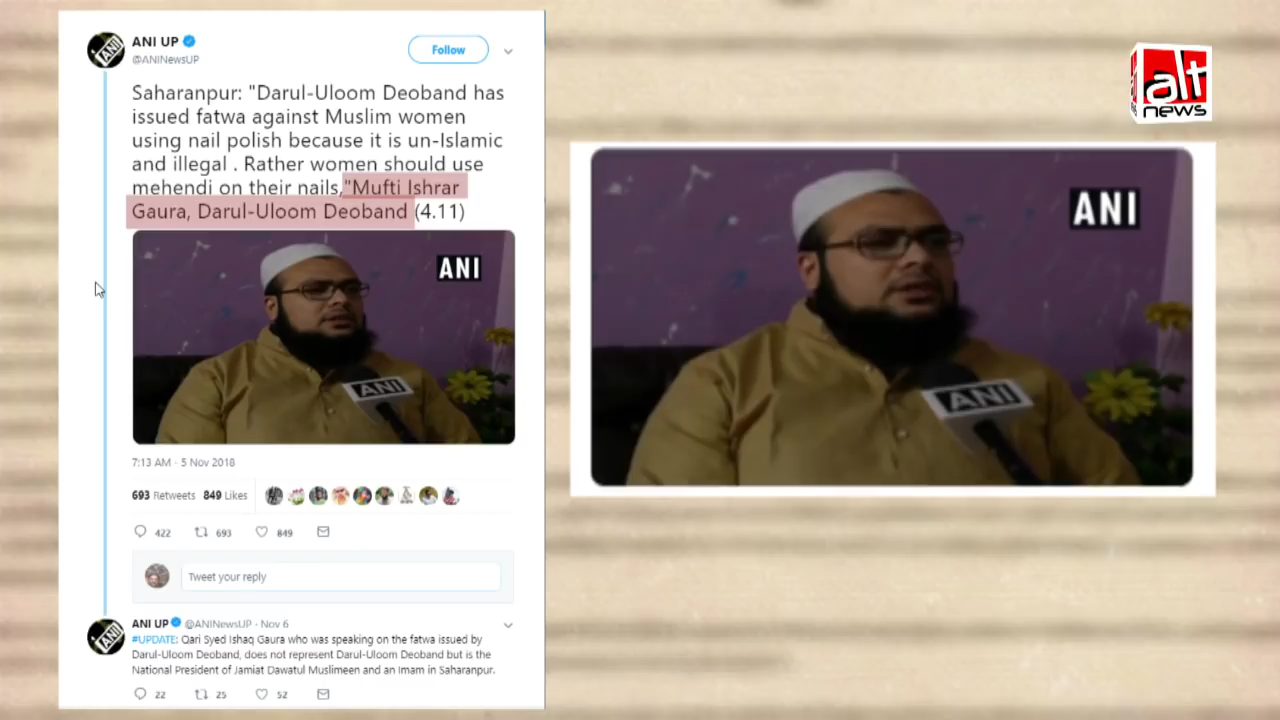 ANI UP
@ANINewsUP
Follow
Saharanpur: "Darul-Uloom Deoband has
issued fatwa against Muslim women
using nail polish because it is un-Islamic
and illegal . Rather women should use
mehendi on their nails,"Mufti Ishrar
Gaura, Darul-Uloom Deoband (4.11)
ANI
ANI
7:13 AM - 5 Nov 2018
693 Retweets 849 Likes
422 693 849
Tweet your reply
ANI UP @ANINewsUP · Nov 6
#UPDATE: Qari Syed Ishaq Gaura who was speaking on the fatwa issued by
Darul-Uloom Deoband, does not represent Darul-Uloom Deoband but is the
National President of Jamiat Dawatul Muslimeen and an Imam in Saharanpur.
22 25 52
alt
news
ANI
ANI